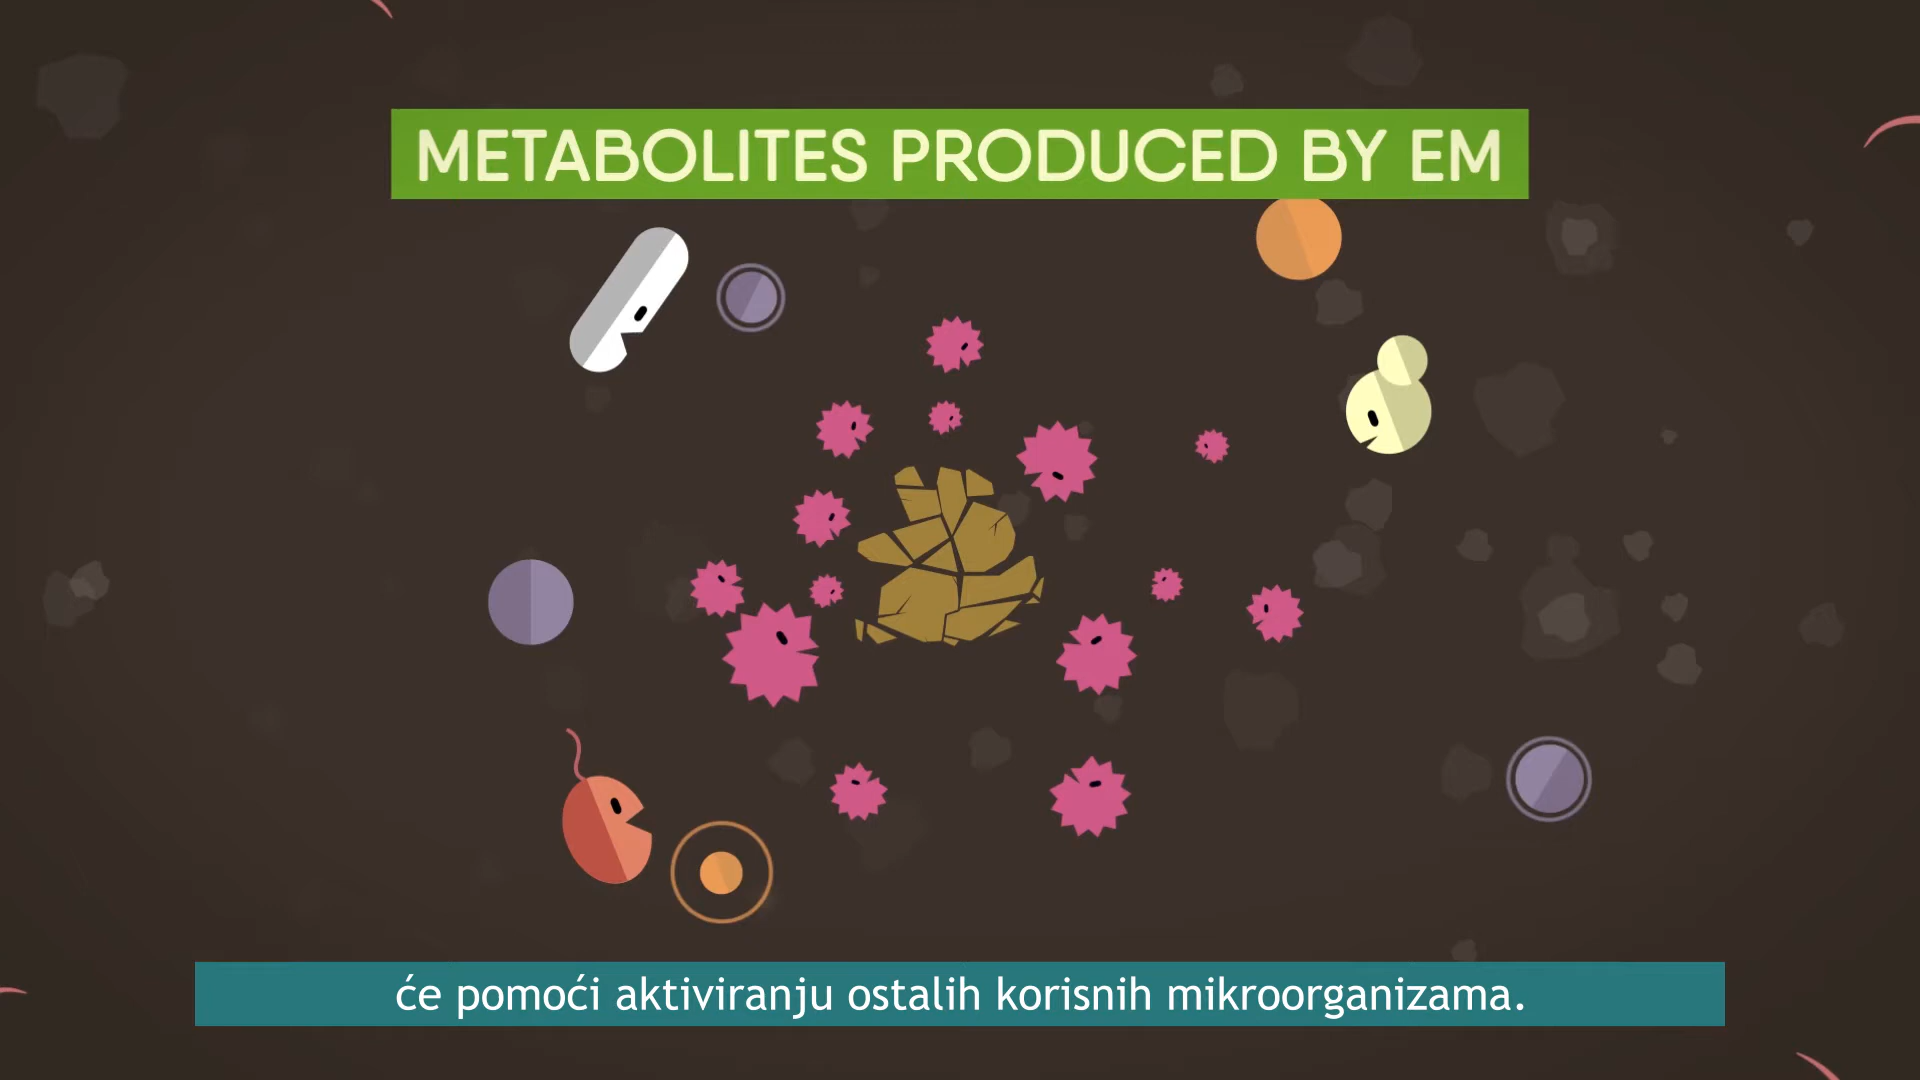 METABOLITES PRODUCED BY EM
će pomoći aktiviranju ostalih korisnih mikroorganizama.